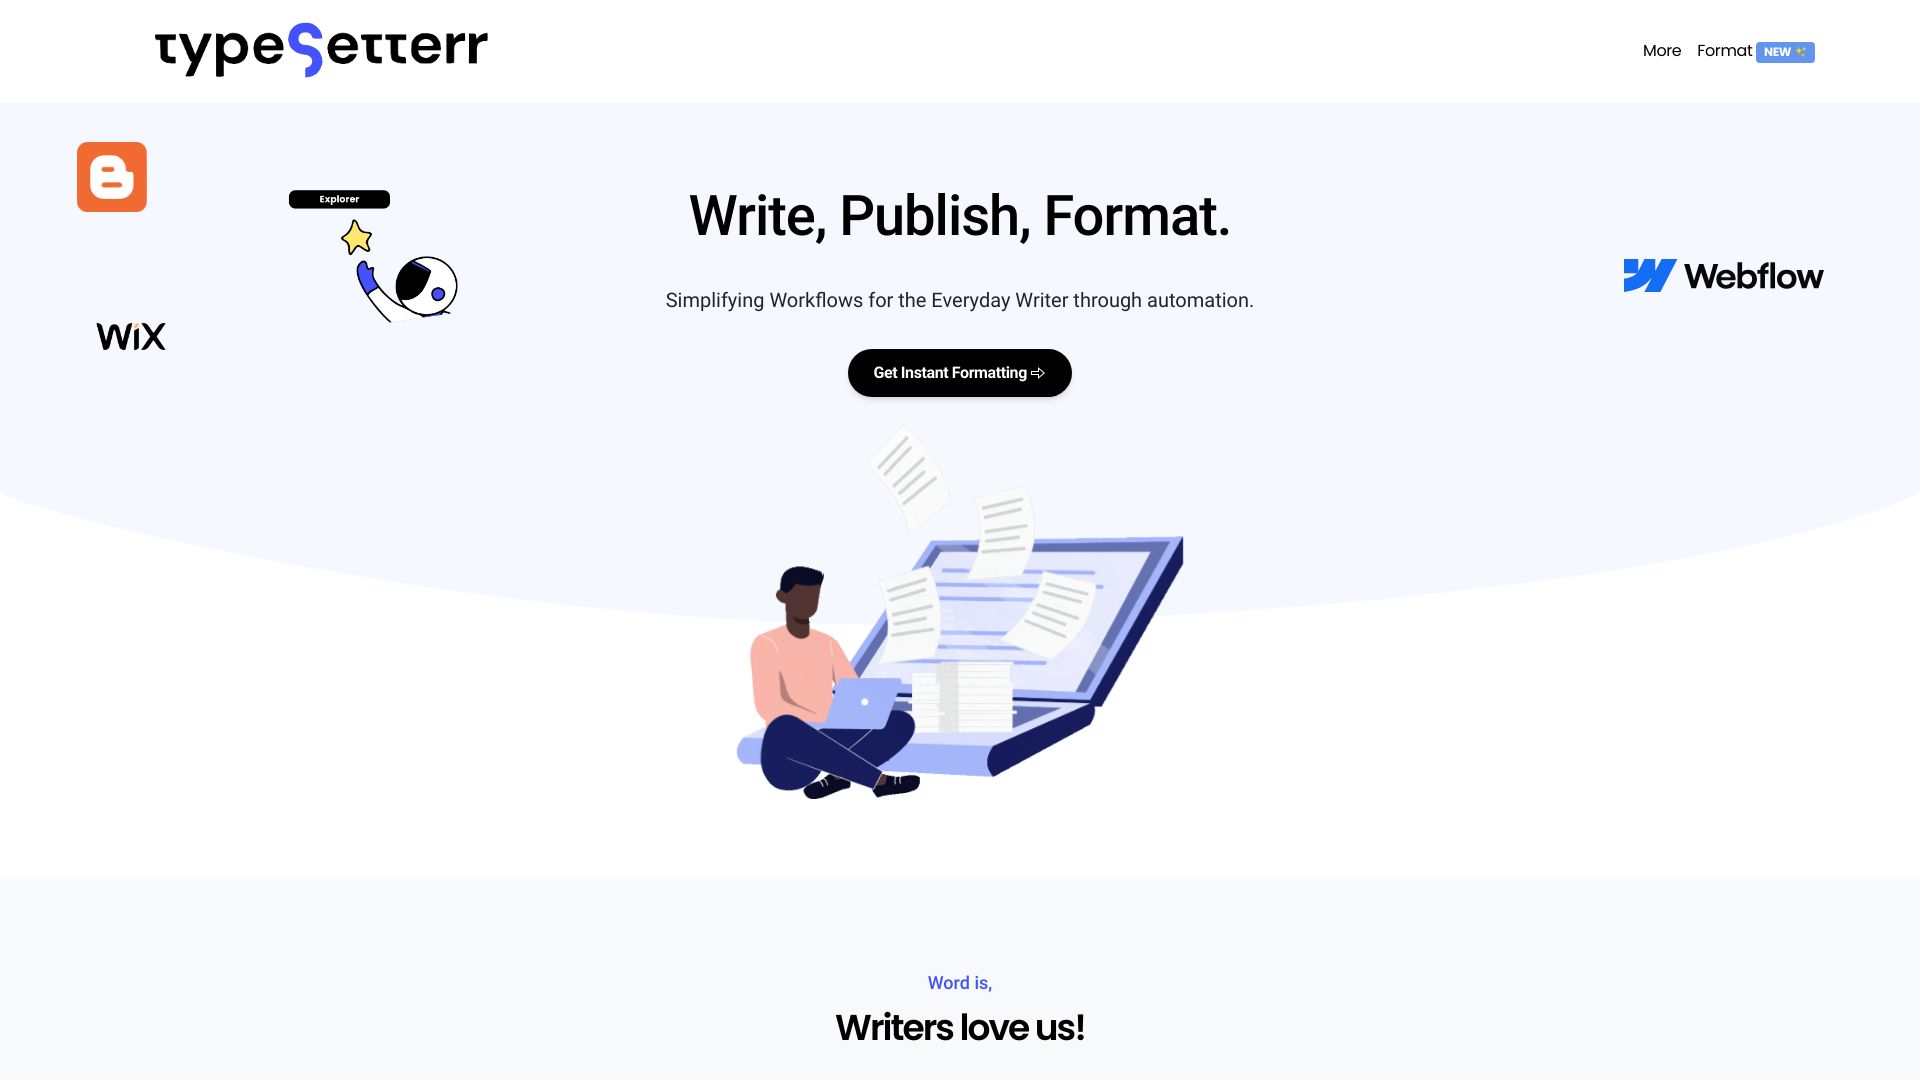 typeSetterr
More Format NEW ✨
Explorer
Write, Publish, Format.
Webflow
Simplifying Workflows for the Everyday Writer through automation.
WiX
Get Instant Formatting ⇨
Word is,
Writers love us!